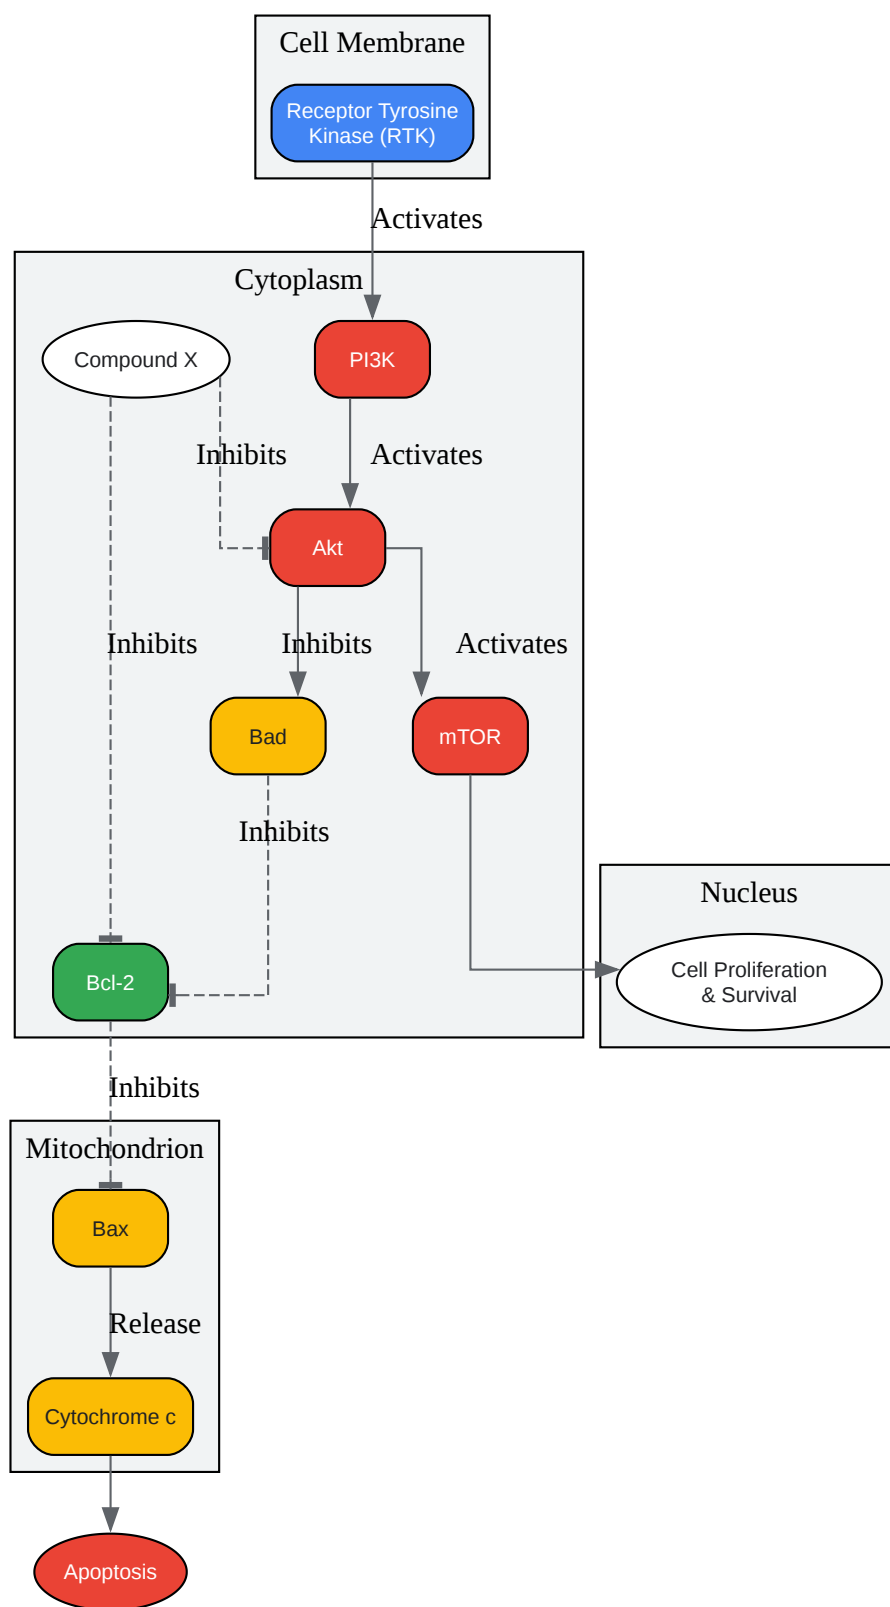 Cell Membrane
Receptor Tyrosine
Kinase (RTK)
Activates
Cytoplasm
Compound X
PI3K
Inhibits
Activates
Akt
Inhibits
Inhibits
Activates
Bad
mTOR
Inhibits
Nucleus
Cell Proliferation
& Survival
Bcl-2
Inhibits
Mitochondrion
Bax
Release
Cytochrome c
Apoptosis